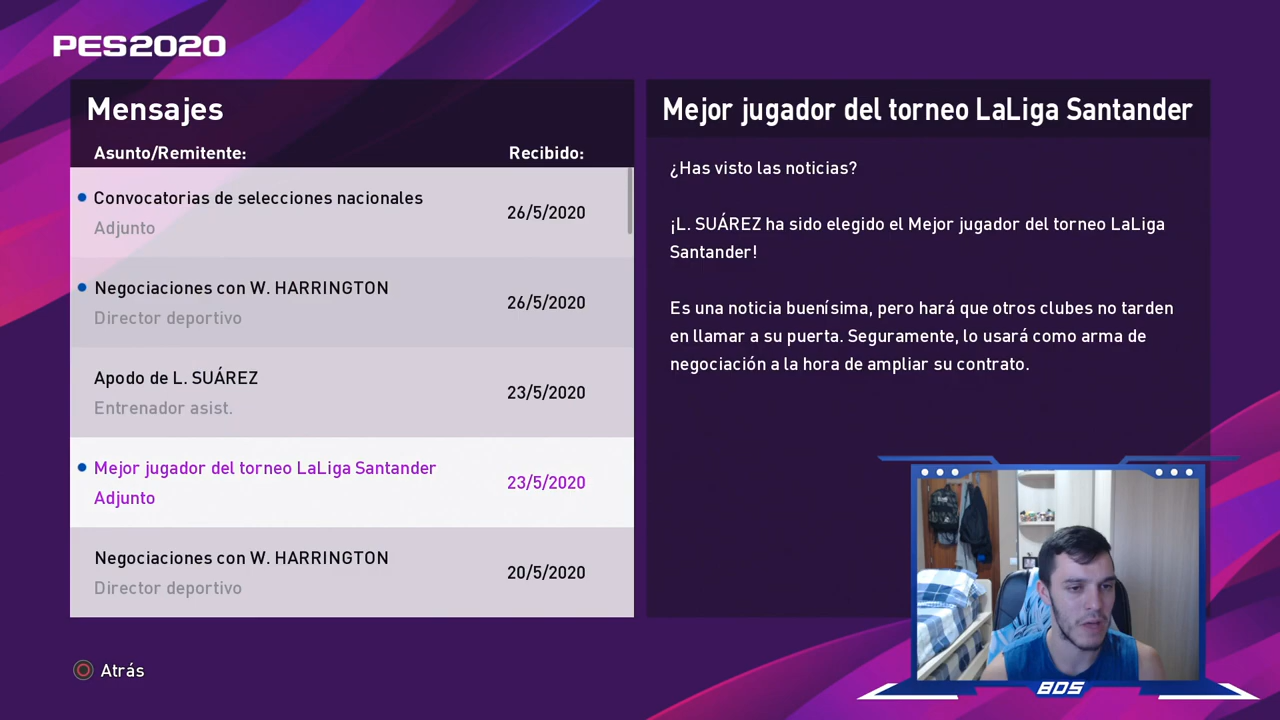 PES2020
Mensajes
Asunto/Remitente: Recibido:
Convocatorias de selecciones nacionales
Adjunto
26/5/2020
Negociaciones con W. HARRINGTON
Director deportivo
26/5/2020
Apodo de L. SUÁREZ
Entrenador asist.
23/5/2020
Mejor jugador del torneo LaLiga Santander
Adjunto
23/5/2020
Negociaciones con W. HARRINGTON
Director deportivo
20/5/2020
Mejor jugador del torneo LaLiga Santander
¿Has visto las noticias?
¡L. SUÁREZ ha sido elegido el Mejor jugador del torneo LaLiga
Santander!
Es una noticia buenísima, pero hará que otros clubes no tarden
en llamar a su puerta. Seguramente, lo usará como arma de
negociación a la hora de ampliar su contrato.
Atrás
BDS